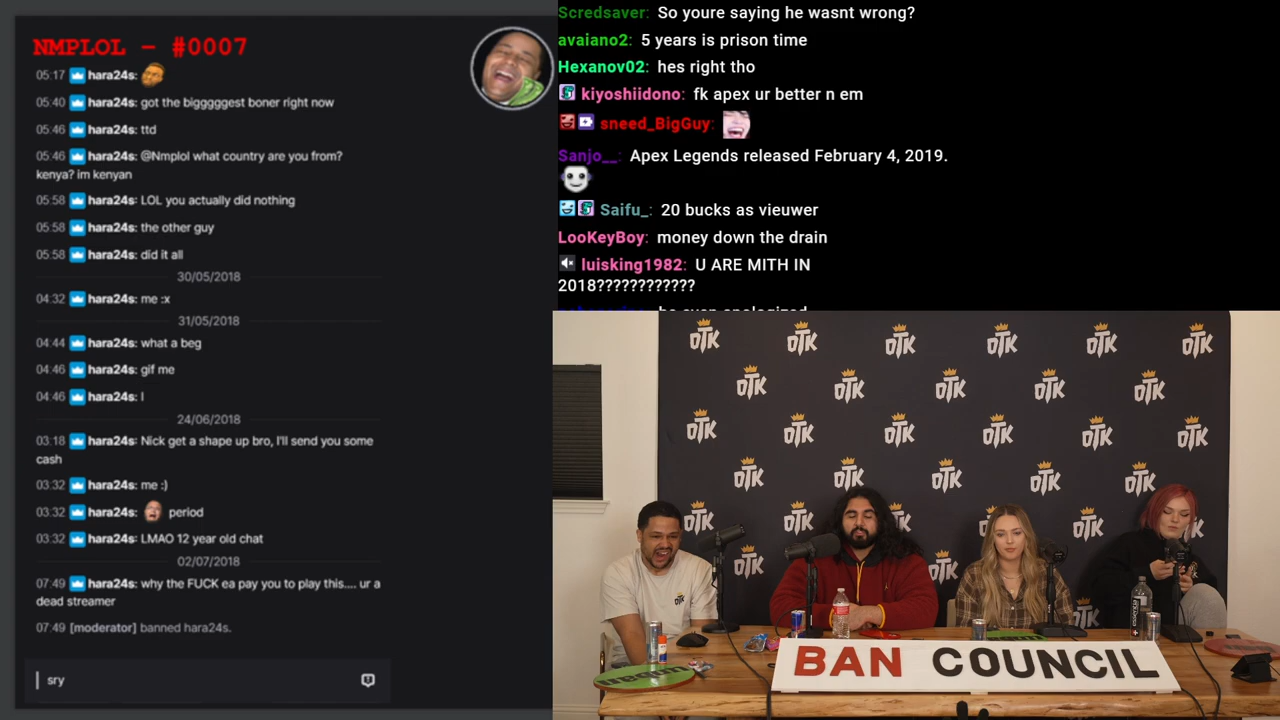 NMPLOL - #0007
05:17 hara24s:
05:40 hara24s: got the bigggggest boner right now
05:46 hara24s: ttd
05:46 hara24s: @Nmplol what country are you from?
kenya? im kenyan
05:58 hara24s: LOL you actually did nothing
05:58 hara24s: the other guy
05:58 hara24s: did it all
30/05/2018
04:32 hara24s: me :x
31/05/2018
04:44 hara24s: what a beg
04:46 hara24s: gif me
04:46 hara24s: I
24/06/2018
03:18 hara24s: Nick get a shape up bro, I'll send you some
cash
03:32 hara24s: me :)
03:32 hara24s: period
03:32 hara24s: LMAO 12 year old chat
02/07/2018
07:49 hara24s: why the FUCK ea pay you to play this.... ur a
dead streamer
07:49 [moderator] banned hara24s.
sry
Scredsaver: So youre saying he wasnt wrong?
avaiano2: 5 years is prison time
Hexanov02: hes right tho
kiyoshiidono: fk apex ur better n em
sneed_BigGuy:
Sanjo__: Apex Legends released February 4, 2019.
Saifu_: 20 bucks as vieuwer
LooKeyBoy: money down the drain
luisking1982: U ARE MITH IN
2018????????????
OTK
BAN COUNCIL
unban